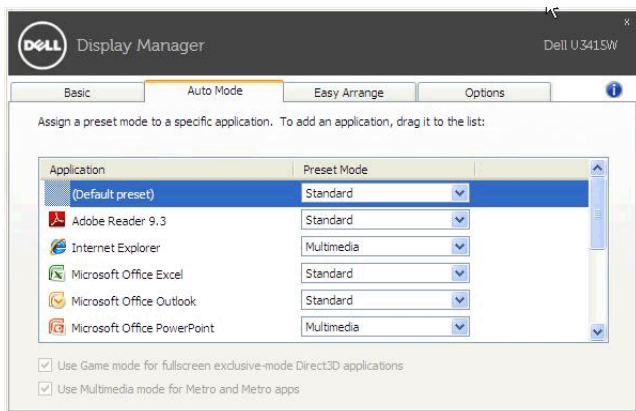 DELL Display Manager Dell U3415W
x
Basic Auto Mode Easy Arrange Options i
Assign a preset mode to a specific application. To add an application, drag it to the list:
Application Preset Mode
(Default preset) Standard
Adobe Reader 9.3 Standard
Internet Explorer Multimedia
Microsoft Office Excel Standard
Microsoft Office Outlook Standard
Microsoft Office PowerPoint Multimedia
Use Game mode for fullscreen exclusive-mode Direct3D applications
Use Multimedia mode for Metro and Metro apps